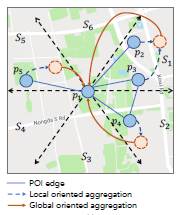 S6
S5
p2
S1
p3
p5
p1
S4
Nongda S Rd
p4
S2
S3
POI edge
Local oriented aggregation
Global oriented aggregation